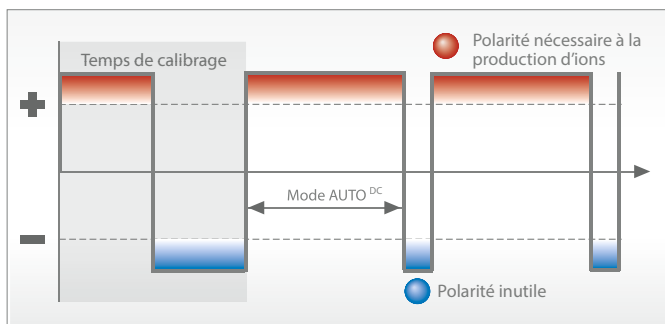 Temps de calibrage
Polarité nécessaire à la
production d’ions
+
Mode AUTO DC
–
Polarité inutile